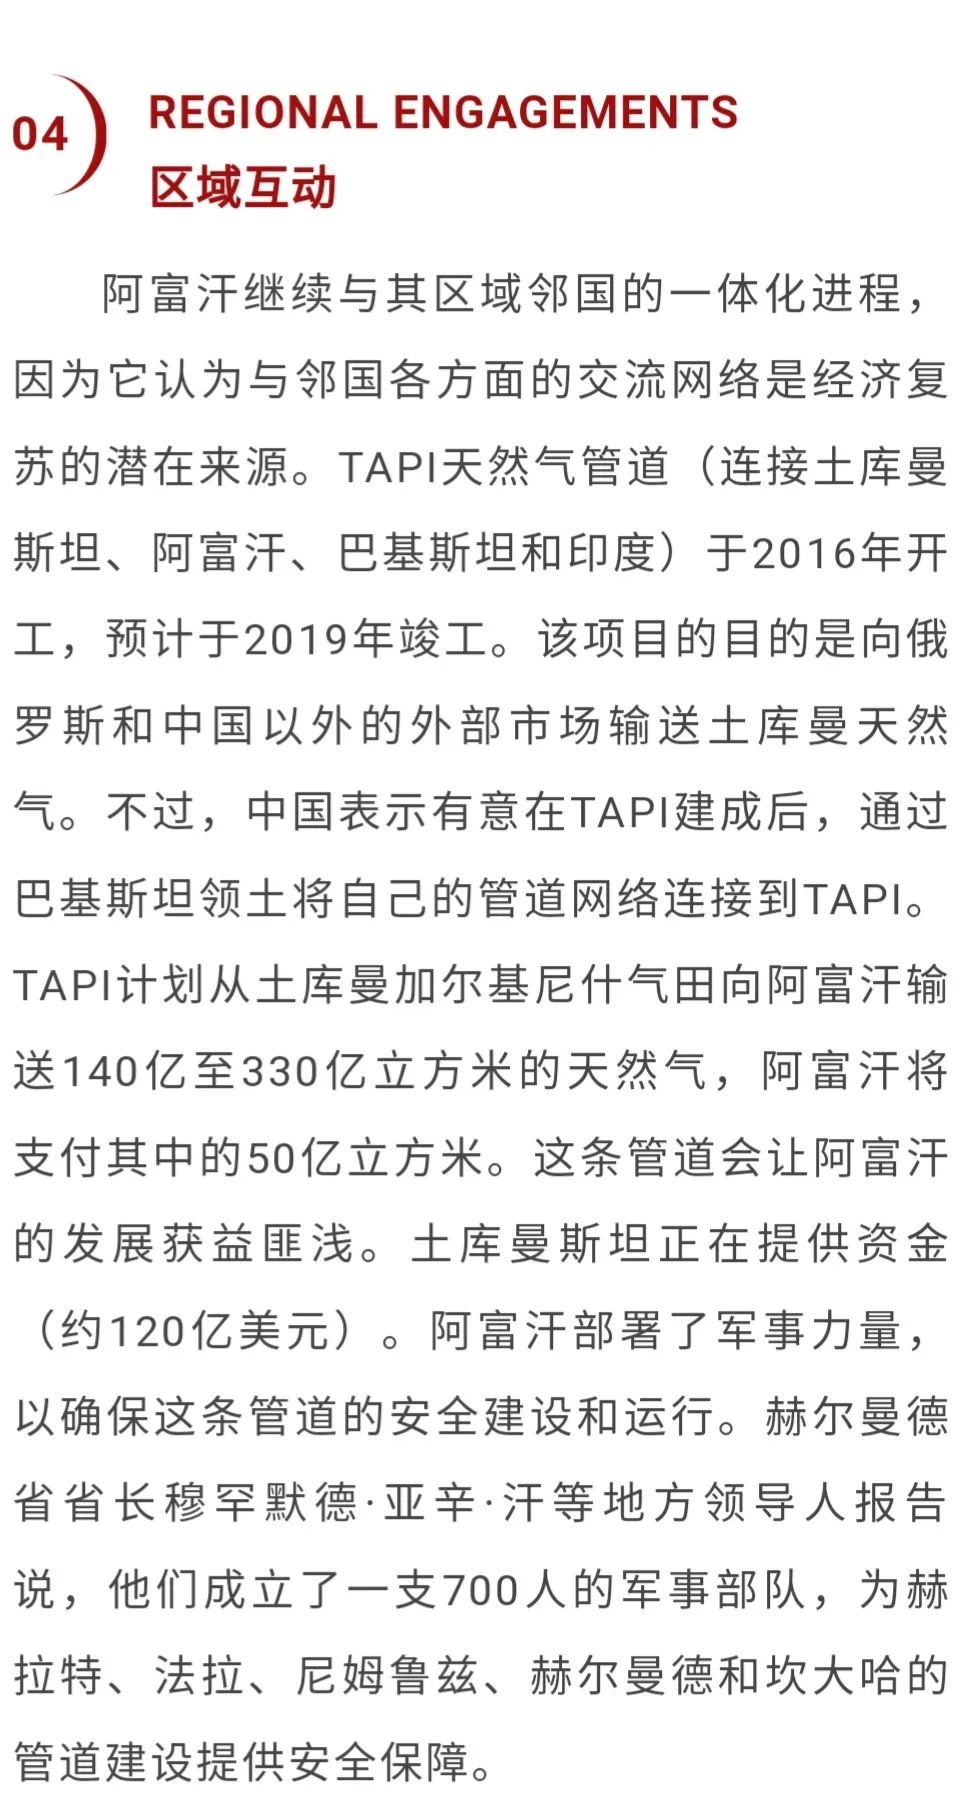 04
REGIONAL ENGAGEMENTS
区域互动
阿富汗继续与其区域邻国的一体化进程，
因为它认为与邻国各方面的交流网络是经济复
苏的潜在来源。TAPI天然气管道（连接土库曼
斯坦、阿富汗、巴基斯坦和印度）于2016年开
工，预计于2019年竣工。该项目的目的是向俄
罗斯和中国以外的外部市场输送土库曼天然
气。不过，中国表示有意在TAPI建成后，通过
巴基斯坦领土将自己的管道网络连接到TAPI。
TAPI计划从土库曼加尔基尼什气田向阿富汗输
送140亿至330亿立方米的天然气，阿富汗将
支付其中的50亿立方米。这条管道会让阿富汗
的发展获益匪浅。土库曼斯坦正在提供资金
（约120亿美元）。阿富汗部署了军事力量，
以确保这条管道的安全建设和运行。赫尔曼德
省省长穆罕默德·亚辛·汗等地方领导人报告
说，他们成立了一支700人的军事部队，为赫
拉特、法拉、尼姆鲁兹、赫尔曼德和坎大哈的
管道建设提供安全保障。